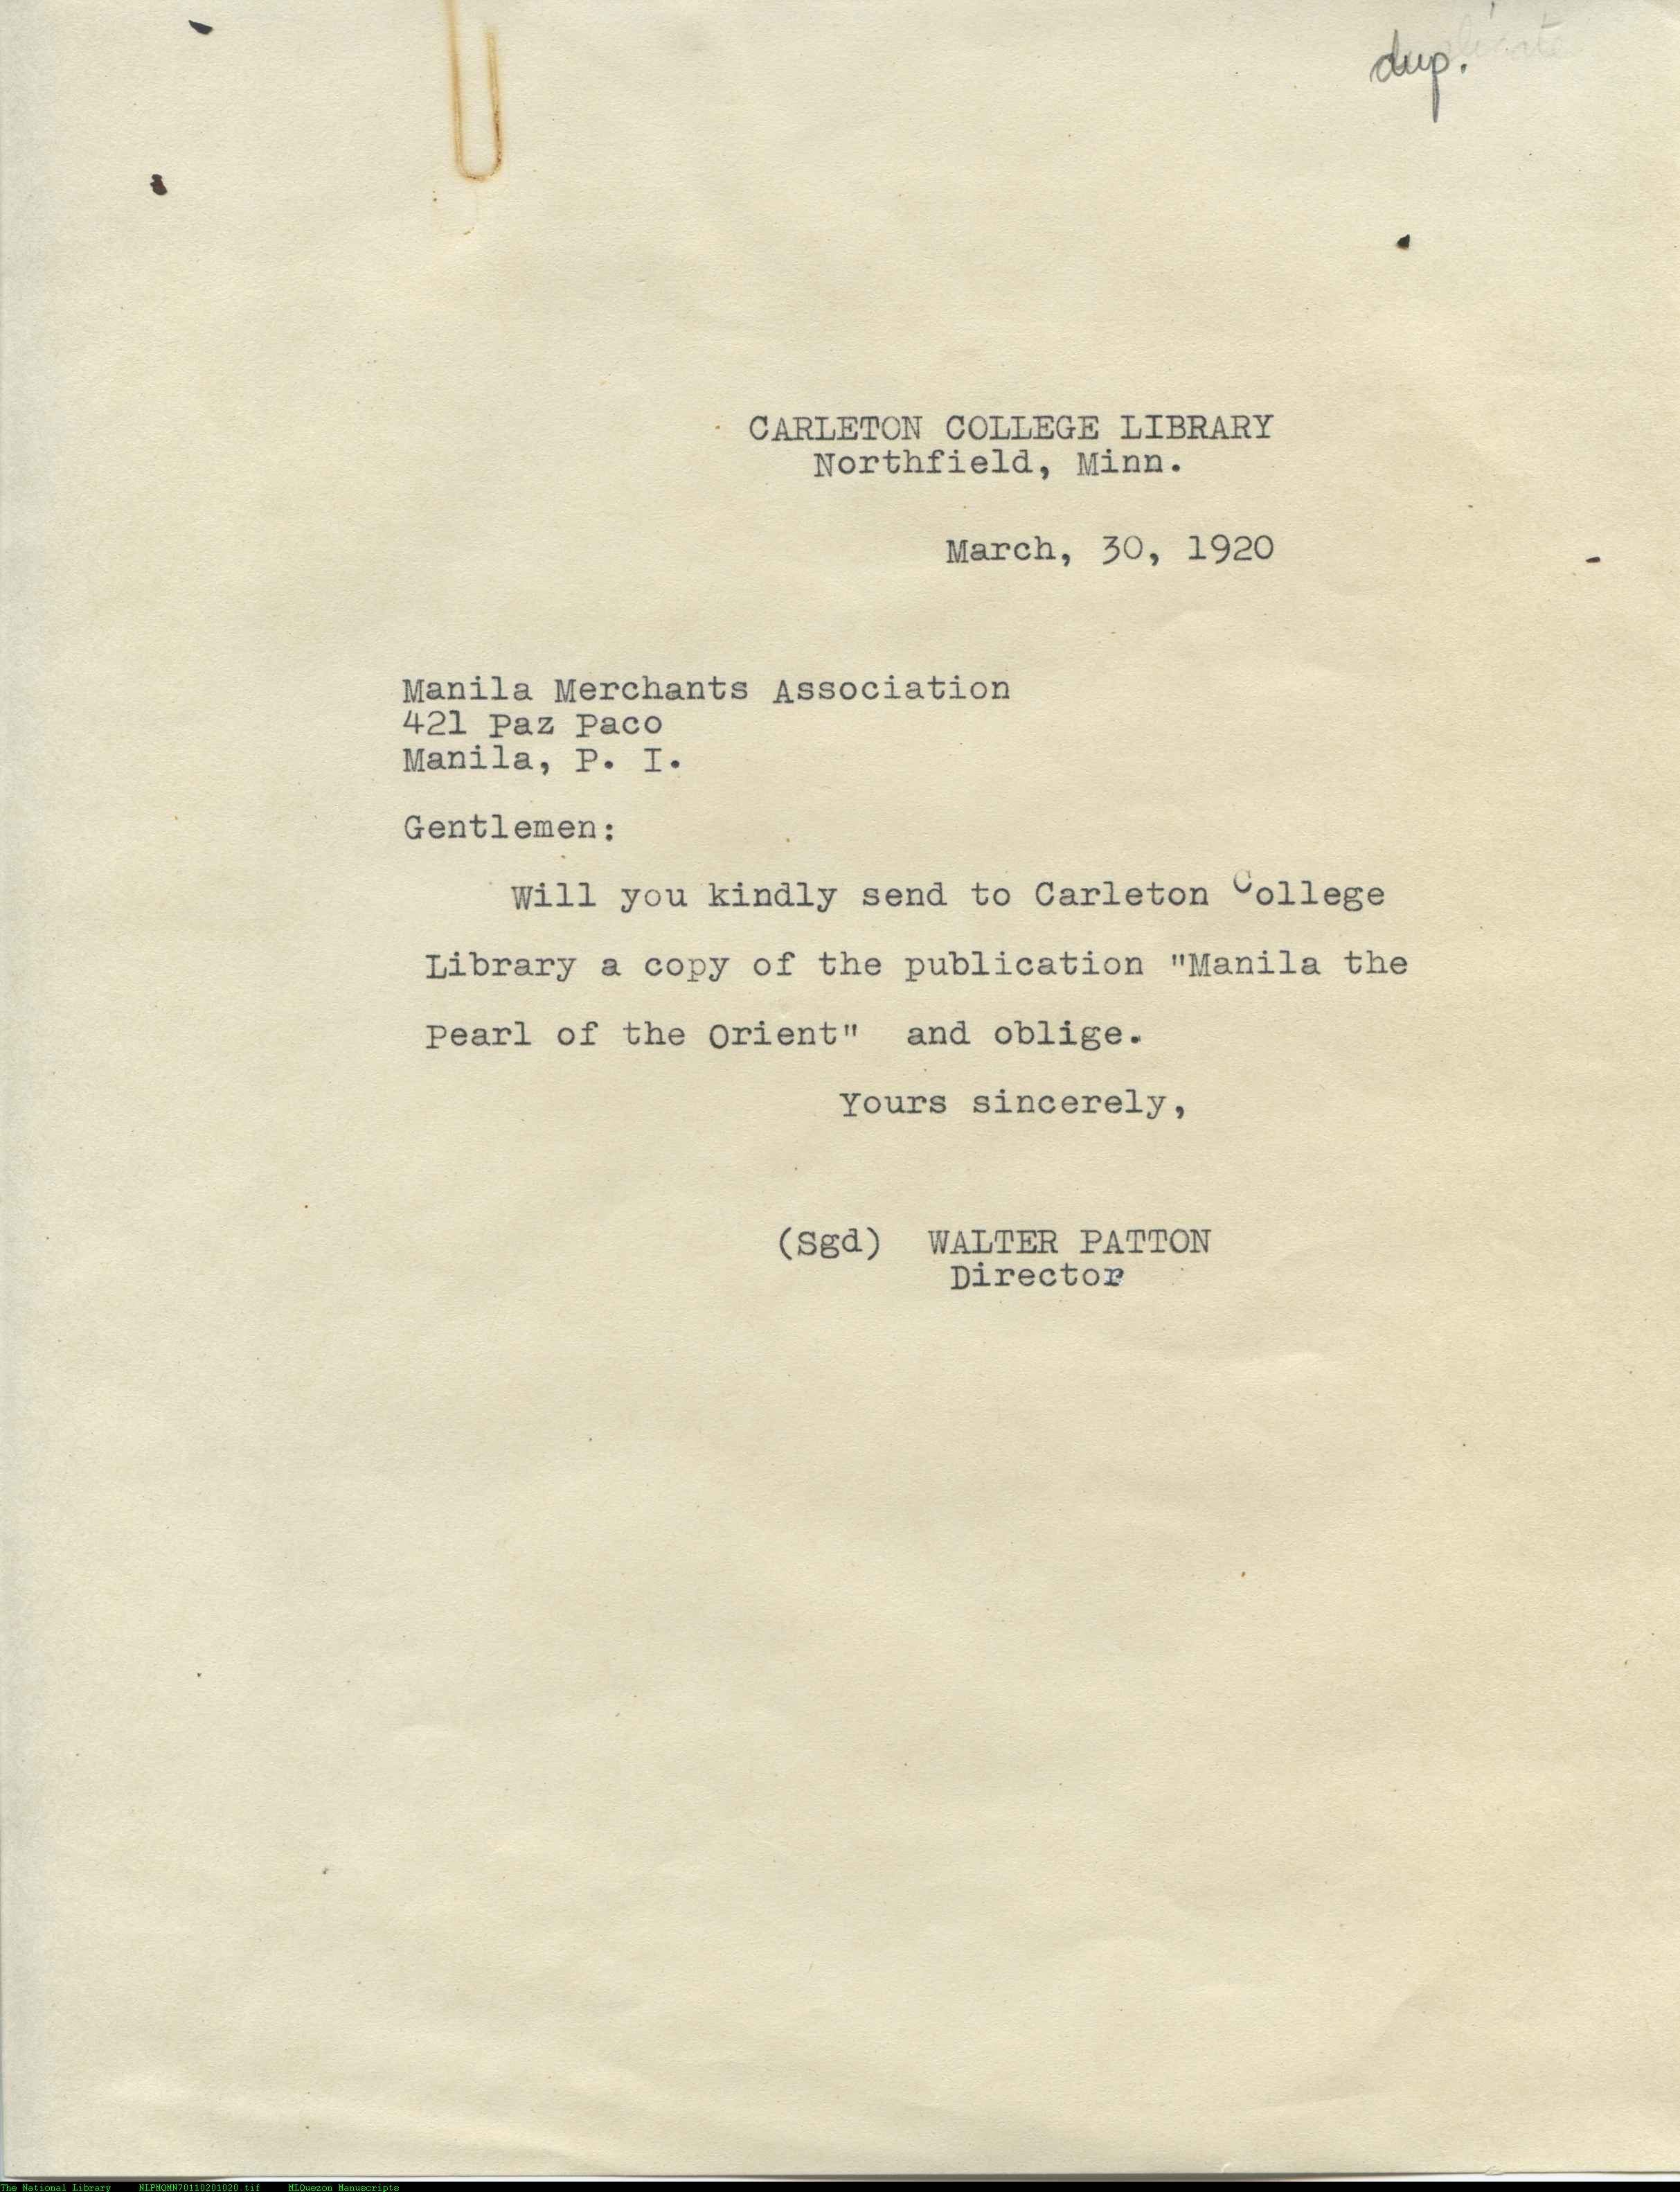 dup.
CARLETON COLLEGE LIBRARY
Northfield, Minn.
March, 30, 1920
Manila Merchants Association
421 Paz Paco
Manila, P. I.
Gentlemen:
Will you kindly send to Carleton College
Library a copy of the publication "Manila the
Pearl of the Orient" and oblige.
Yours sincerely,
(Sgd) WALTER PATTON
Director
The National Library NLPMQMN70110201020.tif MLQuezon Manuscripts